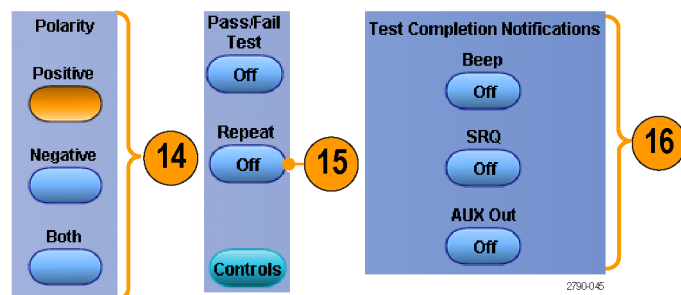 Polarity
Positive
Negative
Both
14
Pass/Fail
Test
Off
Repeat
Off
15
Controls
Test Completion Notifications
Beep
Off
SRQ
Off
AUX Out
Off
16
2790-045